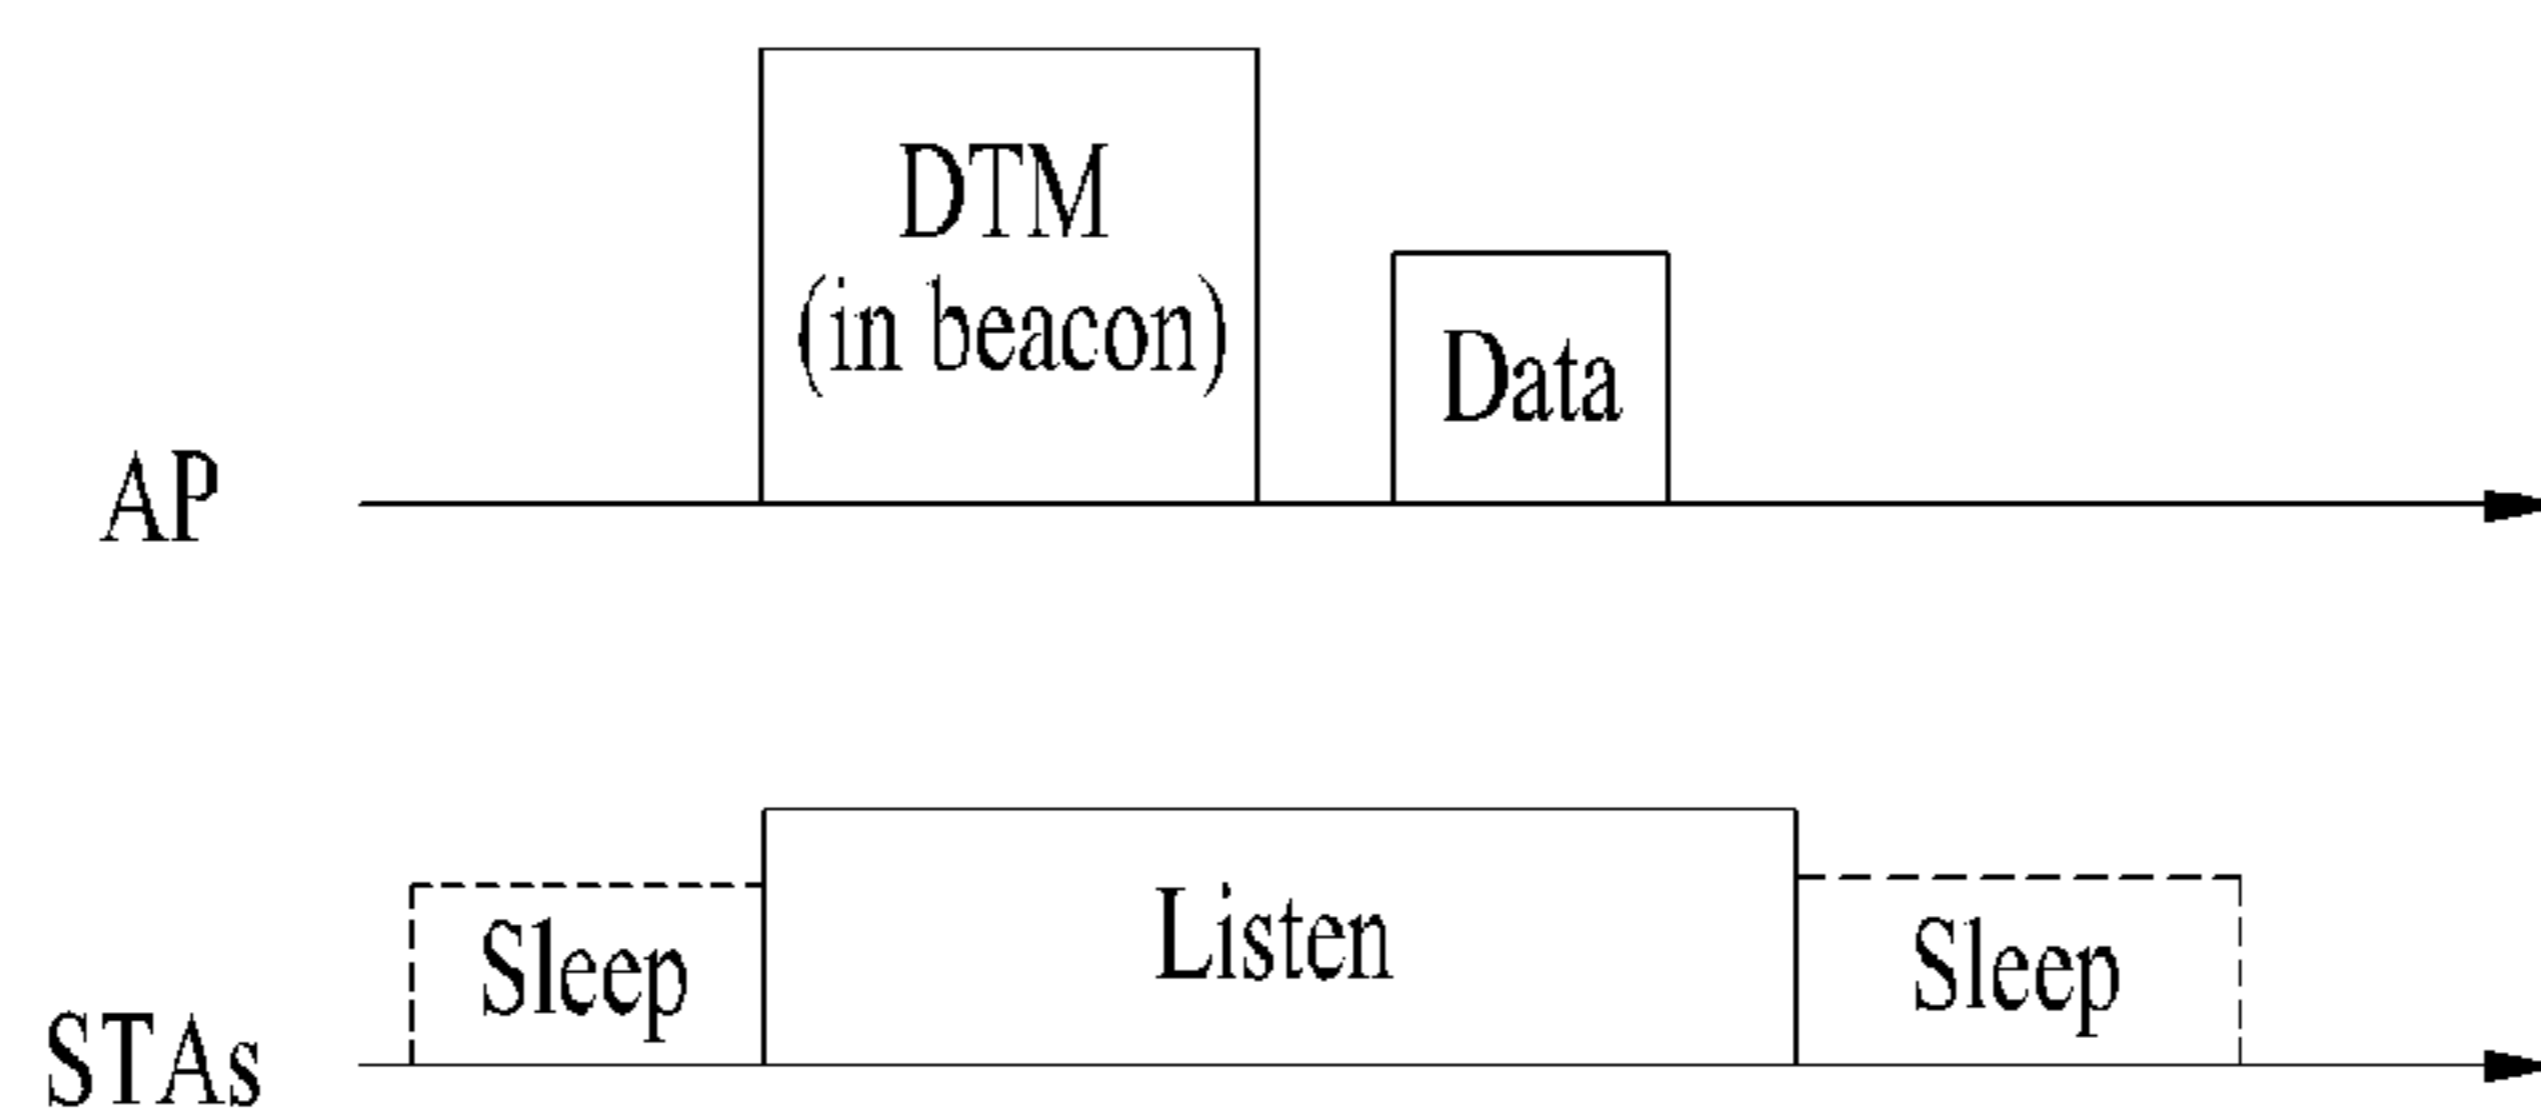 DTM
(in beacon)
Data
AP
Listen
Sleep
Sleep
STAs